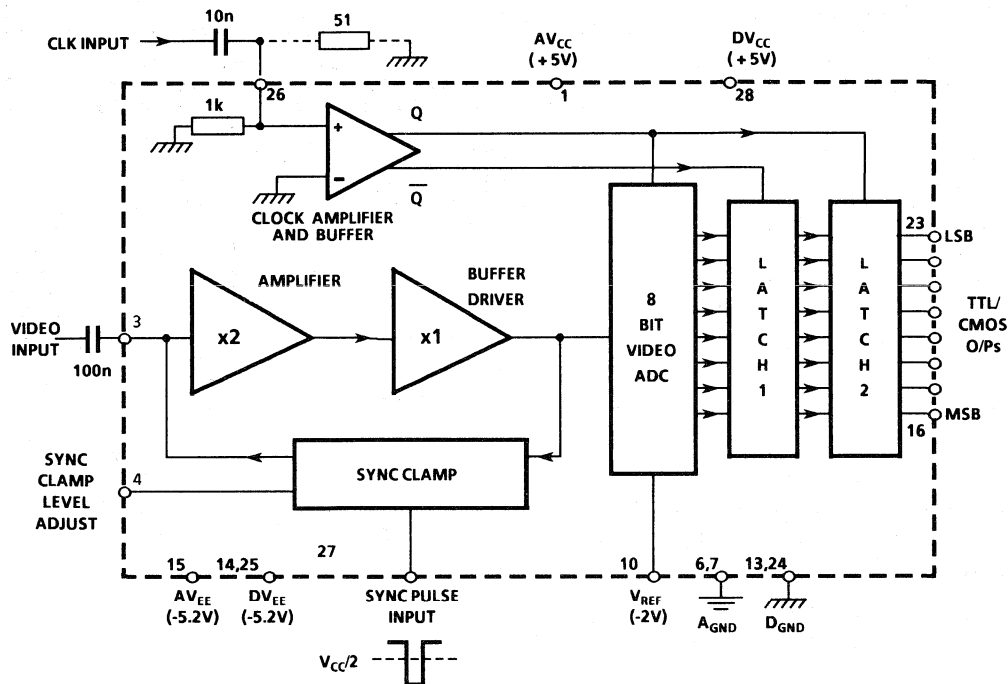 10n
51
CLK INPUT
AVCC
(+5V)
DVCC
(+5V)
26
1
28
1k
+
Q
–
Q̅
CLOCK AMPLIFIER
AND BUFFER
23
LSB
AMPLIFIER
BUFFER
DRIVER
8
BIT
VIDEO
ADC
LATCH 1
LATCH 2
TTL/
CMOS
O/Ps
VIDEO
INPUT
3
100n
x2
x1
MSB
16
SYNC
CLAMP
LEVEL
ADJUST
4
SYNC CLAMP
27
15
14,25
10
6,7
13,24
AVEE
(-5.2V)
DVEE
(-5.2V)
SYNC PULSE
INPUT
VREF
(-2V)
AGND
DGND
VCC/2